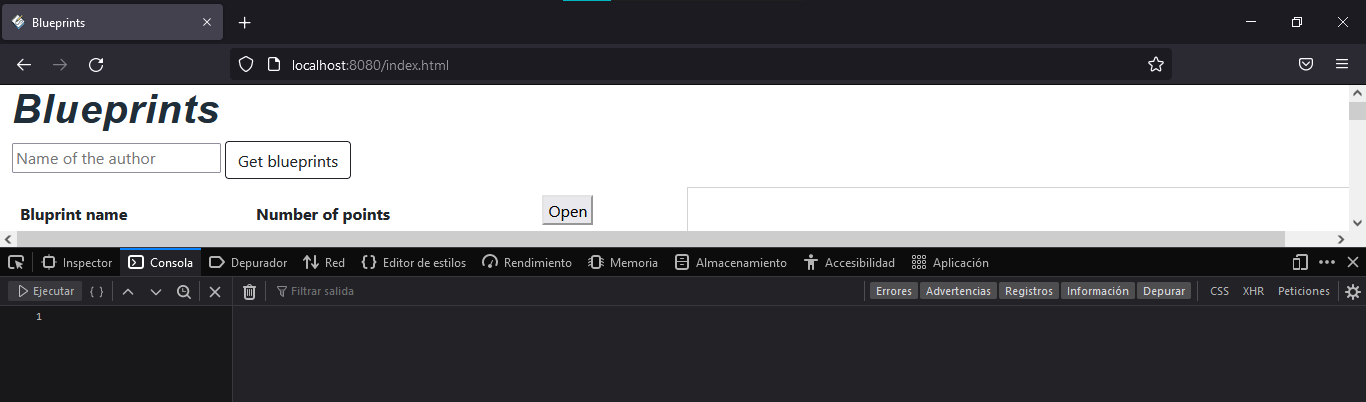 Blueprints
localhost:8080/index.html
Blueprints
Name of the author Get blueprints
Bluprint name Number of points Open
Inspector Consola Depurador Red Editor de estilos Rendimiento Memoria Almacenamiento Accesibilidad Aplicación
Ejecutar { } Filtrar salida Errores Advertencias Registros Información Depurar CSS XHR Peticiones
1